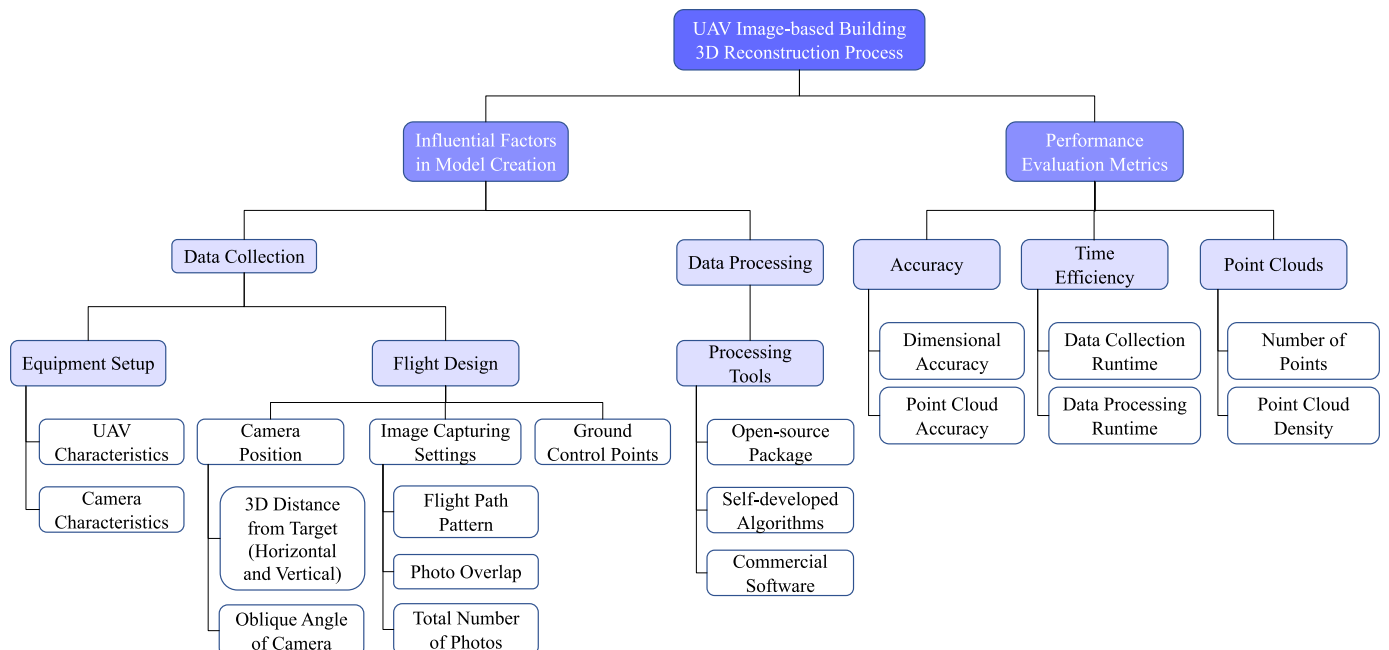 UAV Image-based Building
3D Reconstruction Process
Influential Factors
in Model Creation
Performance
Evaluation Metrics
Data Collection
Data Processing
Accuracy
Time
Efficiency
Point Clouds
Equipment Setup
Flight Design
Processing
Tools
Dimensional
Accuracy
Data Collection
Runtime
Number of
Points
Point Cloud
Accuracy
Data Processing
Runtime
Point Cloud
Density
UAV
Characteristics
Camera
Position
Image Capturing
Settings
Ground
Control Points
Open-source
Package
Camera
Characteristics
3D Distance
from Target
(Horizontal
and Vertical)
Flight Path
Pattern
Self-developed
Algorithms
Photo Overlap
Commercial
Software
Oblique Angle
of Camera
Total Number
of Photos